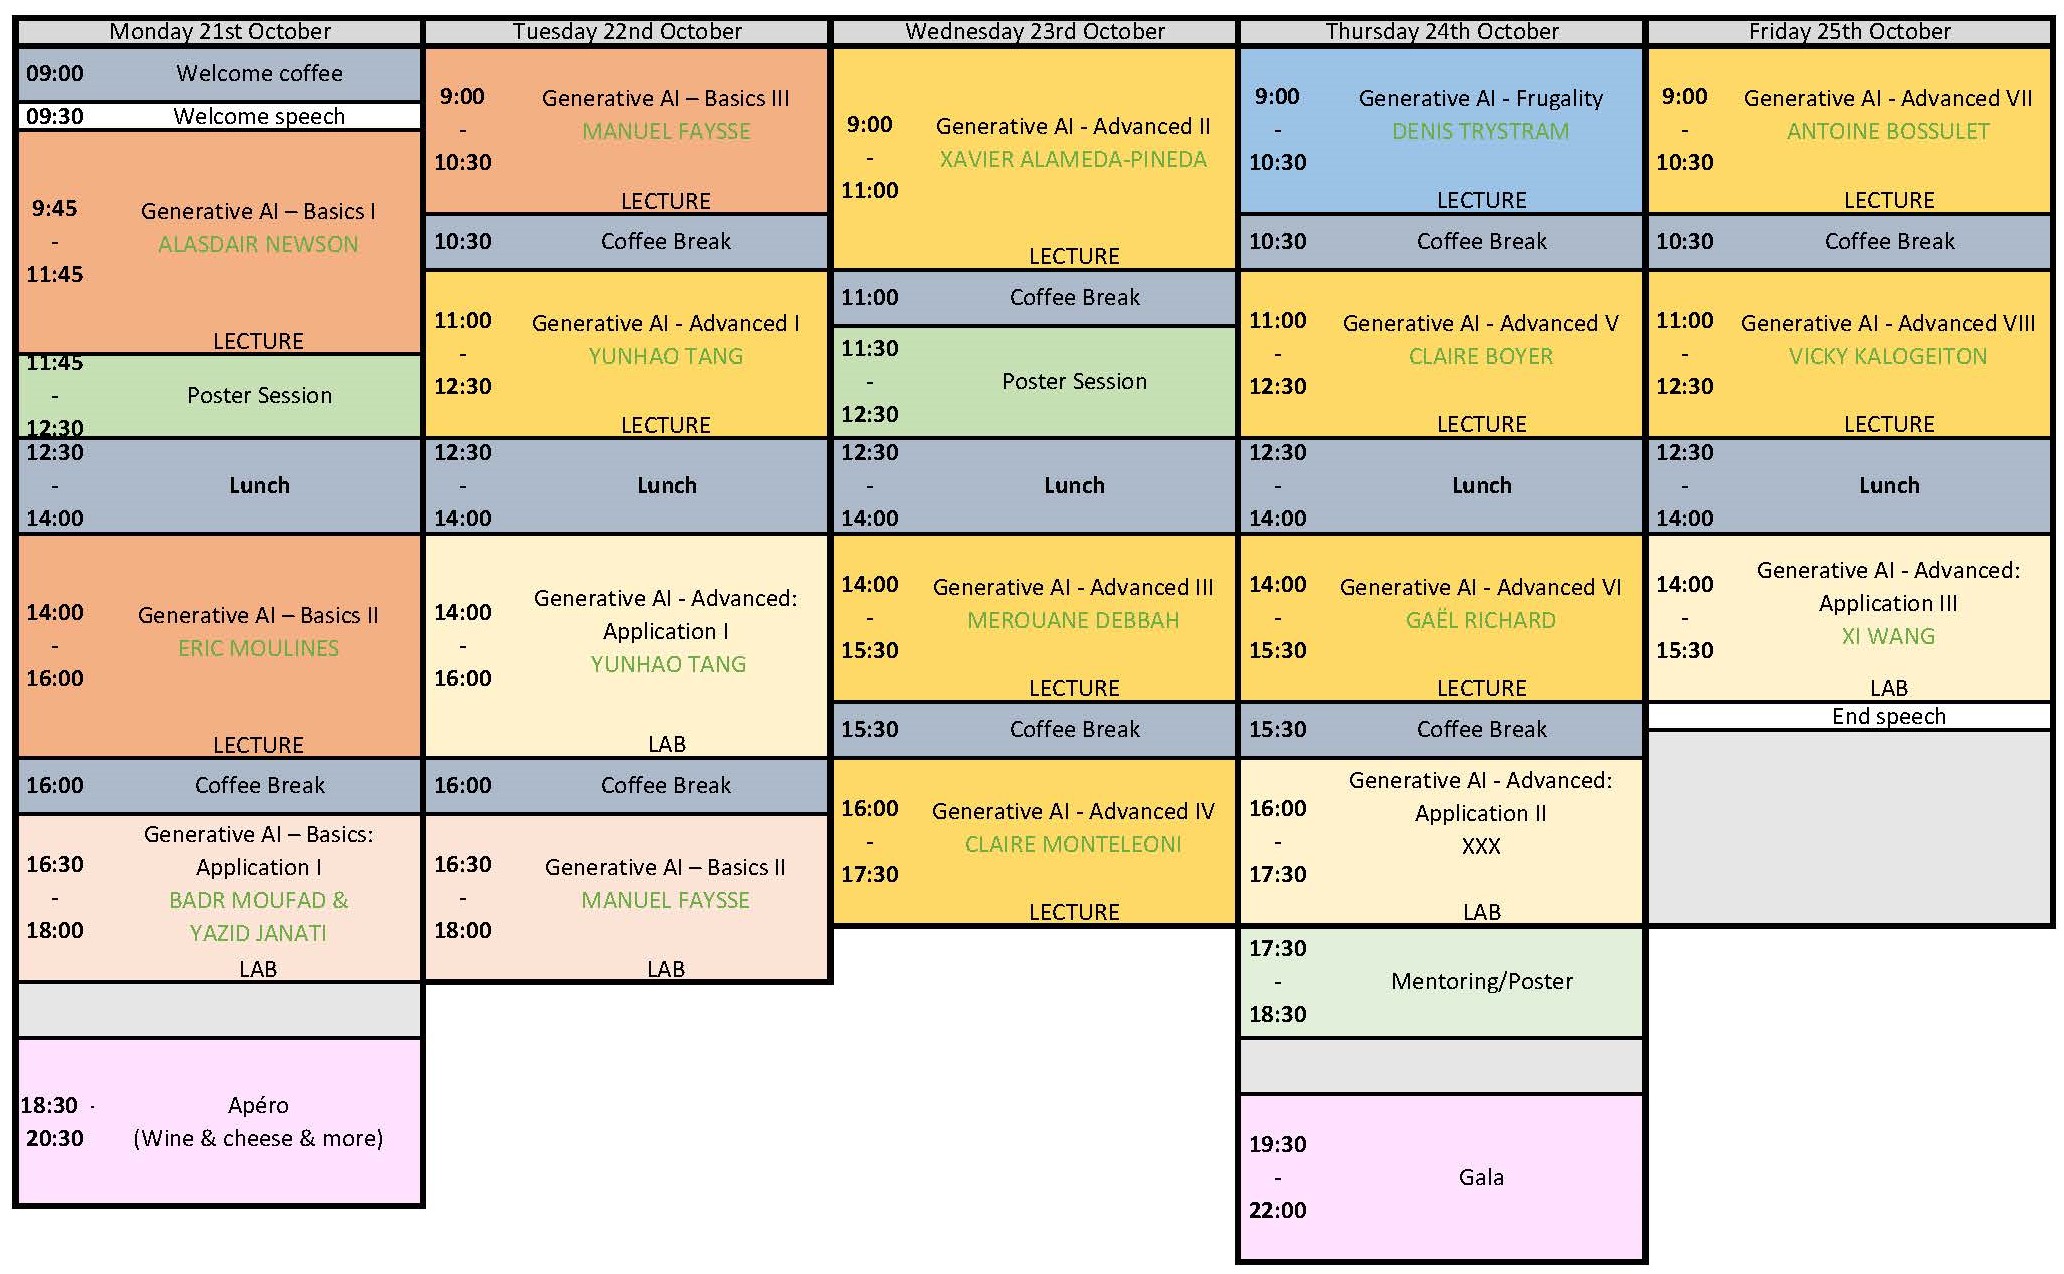 Monday 21st October
09:00 Welcome coffee
09:30 Welcome speech
9:45
-
11:45
Generative AI – Basics I
ALASDAIR NEWSON
LECTURE
11:45
-
12:30
Poster Session
12:30
-
14:00
Lunch
14:00
-
16:00
Generative AI – Basics II
ERIC MOULINES
LECTURE
16:00 Coffee Break
16:30
-
18:00
Generative AI – Basics:
Application I
BADR MOUFAD &
YAZID JANATI
LAB
18:30 -
20:30
Apéro
(Wine & cheese & more)
Tuesday 22nd October
9:00
-
10:30
Generative AI – Basics III
MANUEL FAYSSE
LECTURE
10:30 Coffee Break
11:00
-
12:30
Generative AI - Advanced I
YUNHAO TANG
LECTURE
12:30
-
14:00
Lunch
14:00
-
16:00
Generative AI - Advanced:
Application I
YUNHAO TANG
LAB
16:00 Coffee Break
16:30
-
18:00
Generative AI – Basics II
MANUEL FAYSSE
LAB
Wednesday 23rd October
9:00
-
11:00
Generative AI - Advanced II
XAVIER ALAMEDA-PINEDA
LECTURE
11:00 Coffee Break
11:30
-
12:30
Poster Session
12:30
-
14:00
Lunch
14:00
-
15:30
Generative AI - Advanced III
MEROUANE DEBBAH
LECTURE
15:30 Coffee Break
16:00
-
17:30
Generative AI - Advanced IV
CLAIRE MONTELEONI
LECTURE
Thursday 24th October
9:00
-
10:30
Generative AI - Frugality
DENIS TRYSTRAM
LECTURE
10:30 Coffee Break
11:00
-
12:30
Generative AI - Advanced V
CLAIRE BOYER
LECTURE
12:30
-
14:00
Lunch
14:00
-
15:30
Generative AI - Advanced VI
GAËL RICHARD
LECTURE
15:30 Coffee Break
16:00
-
17:30
Generative AI - Advanced:
Application II
XXX
LAB
17:30
-
18:30
Mentoring/Poster
19:30
-
22:00
Gala
Friday 25th October
9:00
-
10:30
Generative AI - Advanced VII
ANTOINE BOSSULET
LECTURE
10:30 Coffee Break
11:00
-
12:30
Generative AI - Advanced VIII
VICKY KALOGEITON
LECTURE
12:30
-
14:00
Lunch
14:00
-
15:30
Generative AI - Advanced:
Application III
XI WANG
LAB
End speech